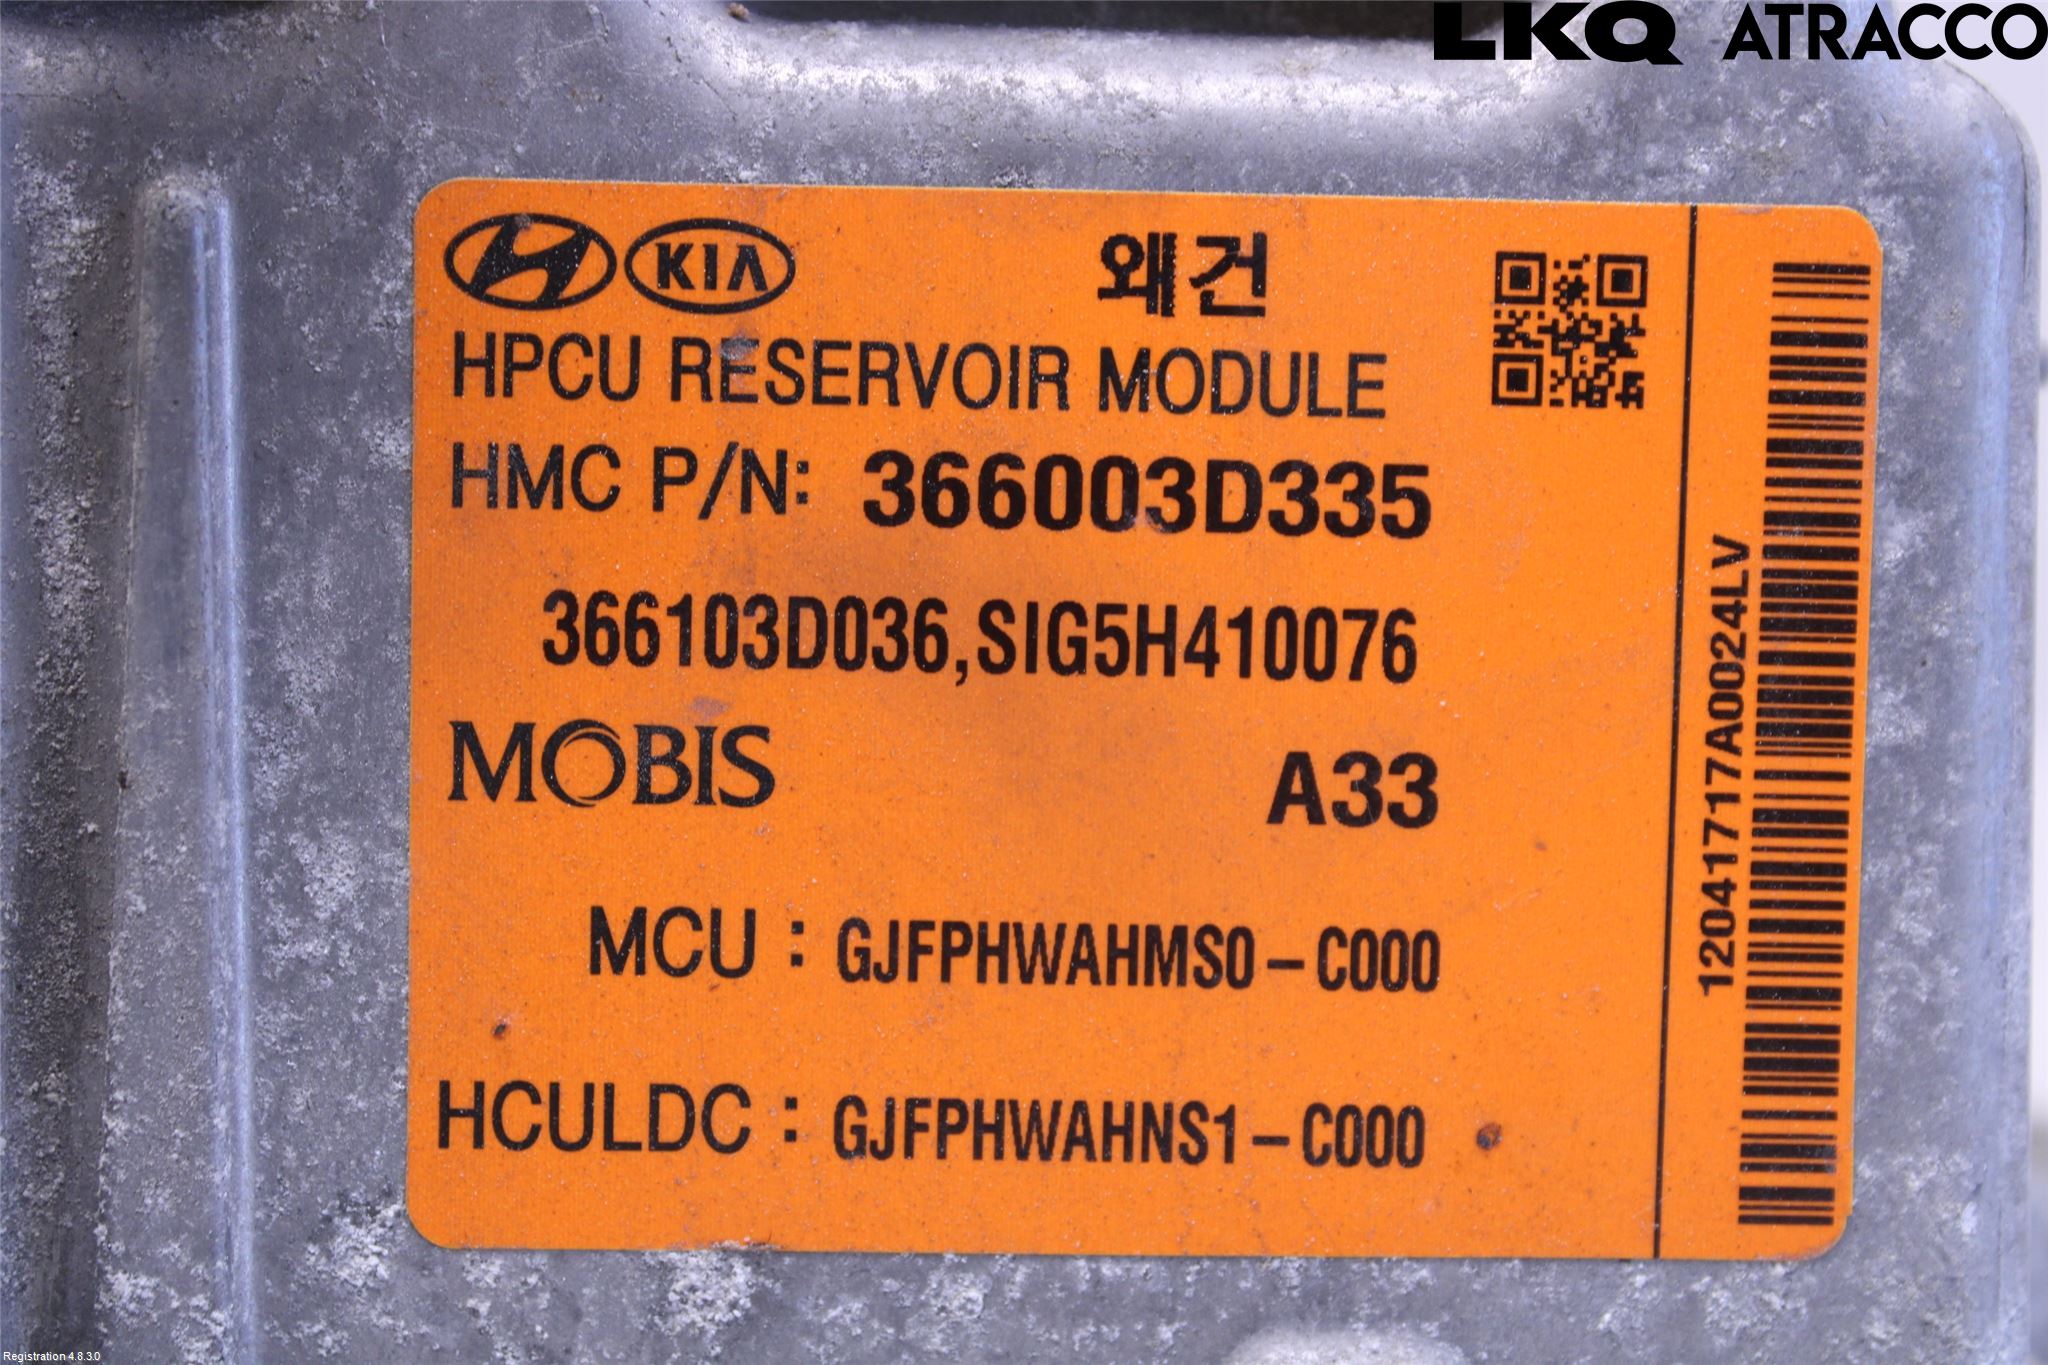 LKQ ATRACCO
KIA 왜건
HPCU RESERVOIR MODULE
HMC P/N: 366003D335
366103D036,SIG5H410076
MOBIS A33
MCU : GJFPHWAHMS0-C000
HCULDC : GJFPHWAHNS1-C000
12041717A0024LV
Registration 4.8.3.0